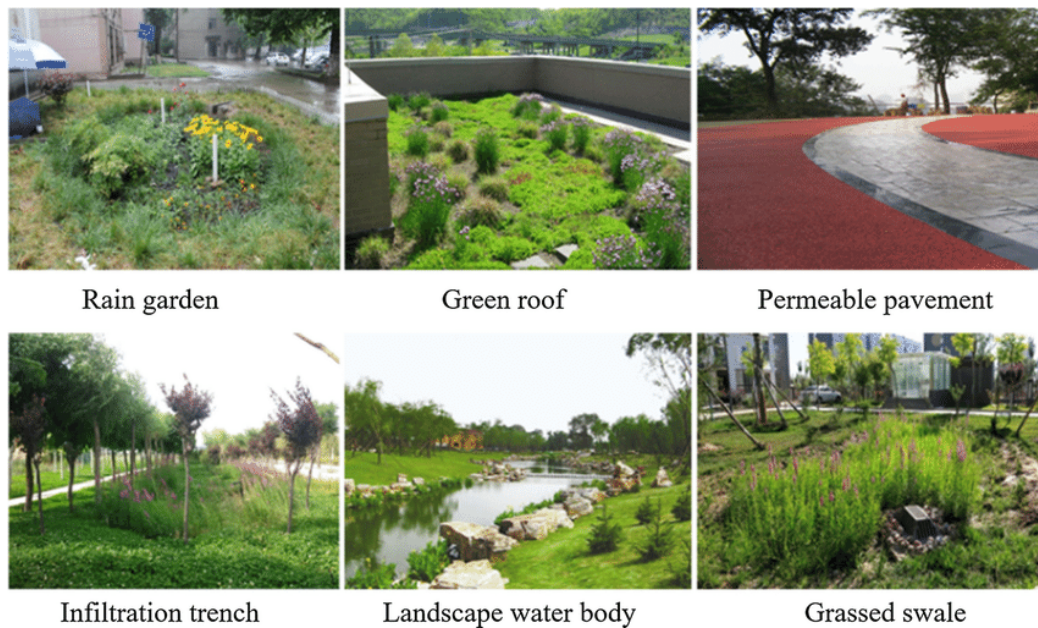 Rain garden
Green roof
Permeable pavement
Infiltration trench
Landscape water body
Grassed swale